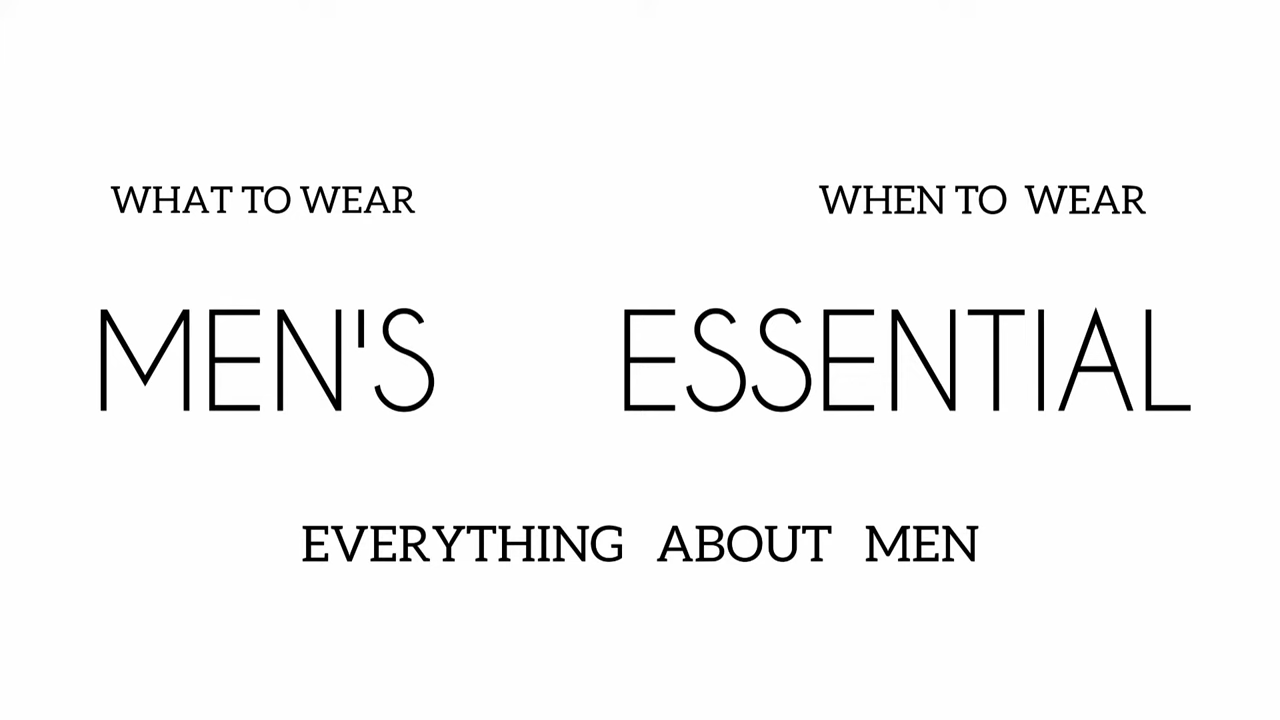 WHAT TO WEAR
WHEN TO WEAR
MEN'S ESSENTIAL
EVERYTHING ABOUT MEN